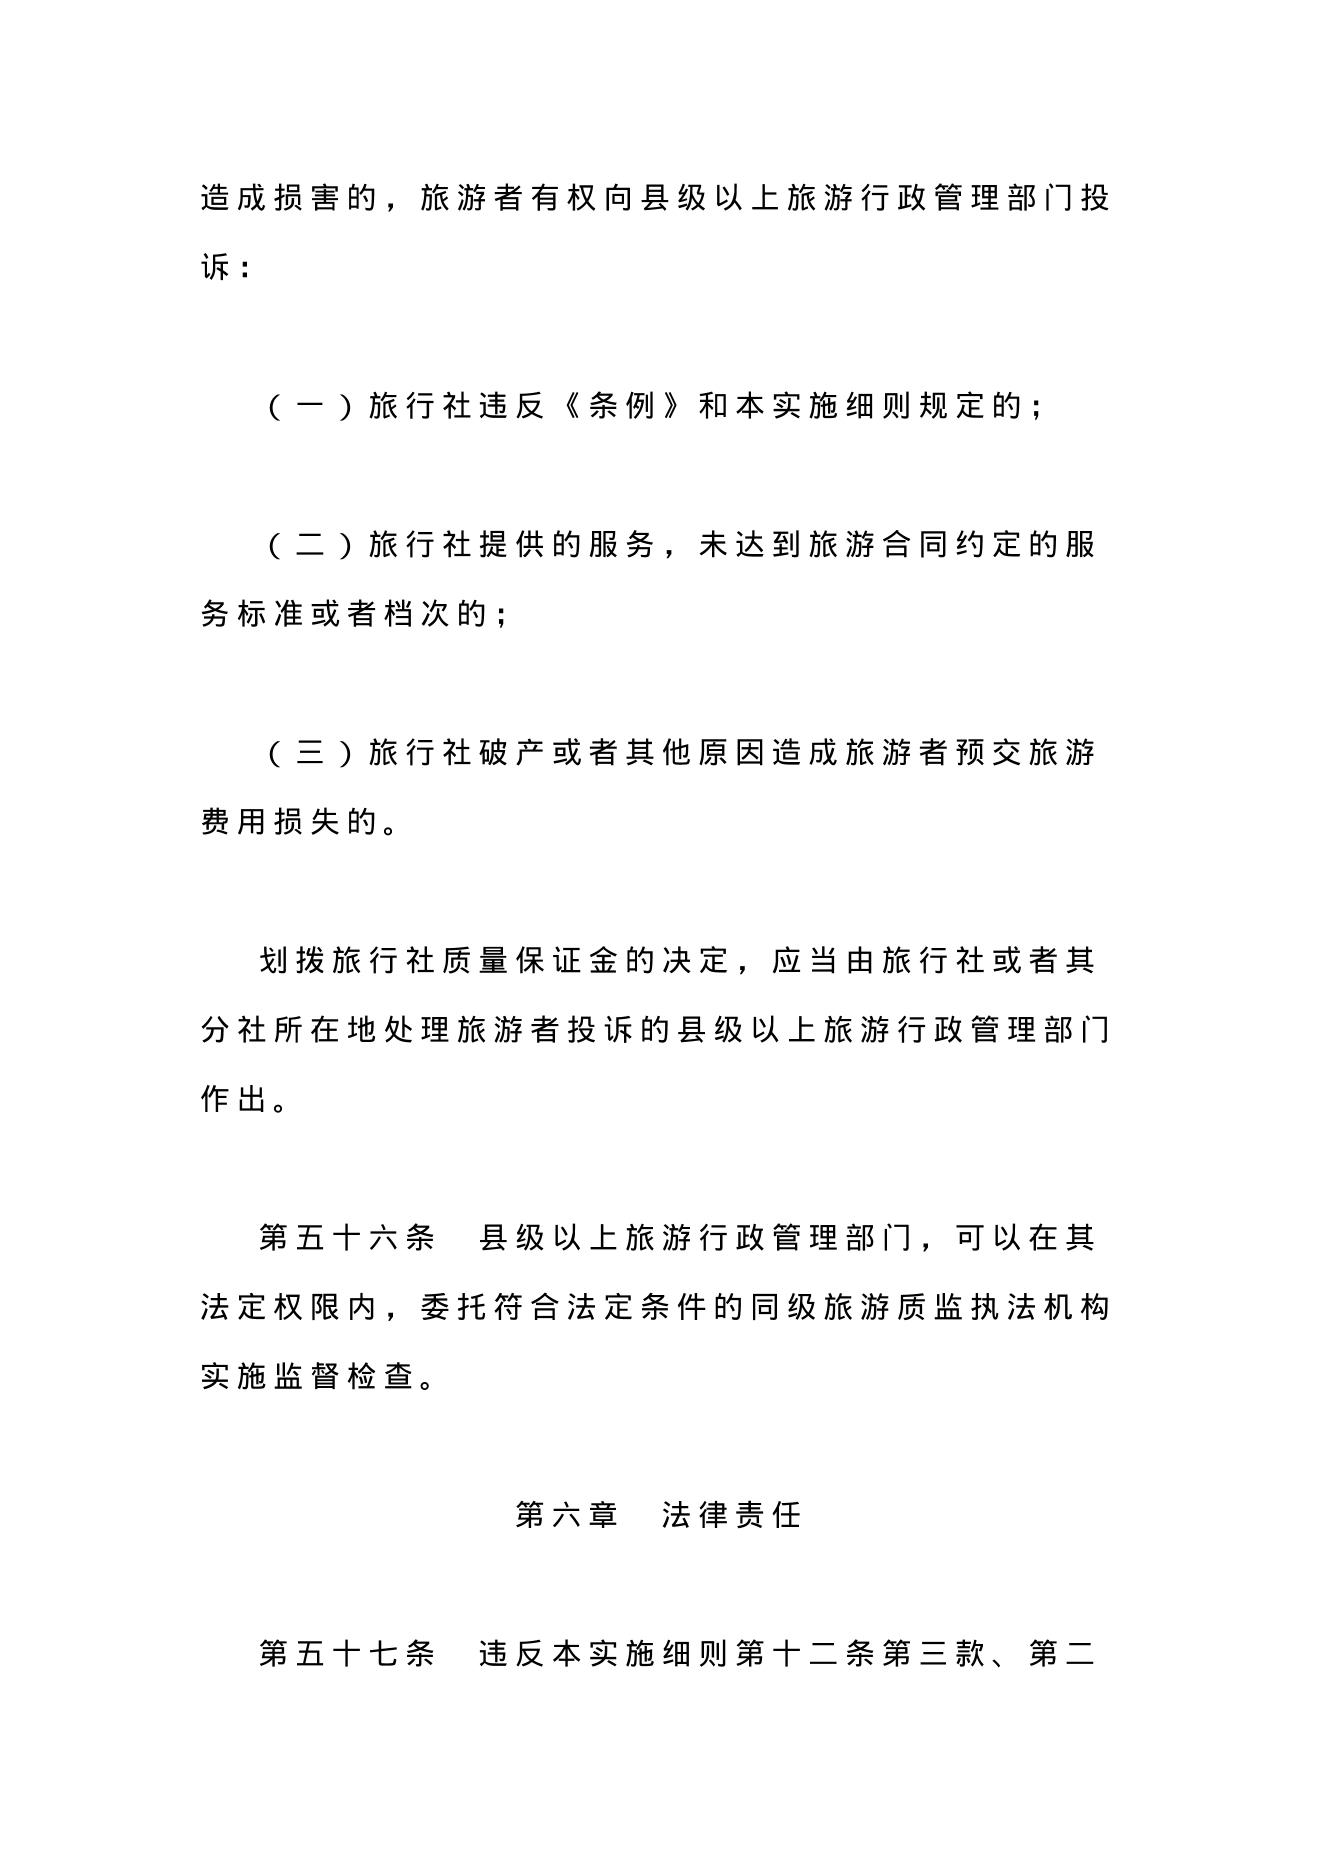 造成损害的，旅游者有权向县级以上旅游行政管理部门投
诉：
（一）旅行社违反《条例》和本实施细则规定的；
（二）旅行社提供的服务，未达到旅游合同约定的服
务标准或者档次的；
（三）旅行社破产或者其他原因造成旅游者预交旅游
费用损失的。
划拨旅行社质量保证金的决定，应当由旅行社或者其
分社所在地处理旅游者投诉的县级以上旅游行政管理部门
作出。
第五十六条　县级以上旅游行政管理部门，可以在其
法定权限内，委托符合法定条件的同级旅游质监执法机构
实施监督检查。
第六章　法律责任
第五十七条　违反本实施细则第十二条第三款、第二